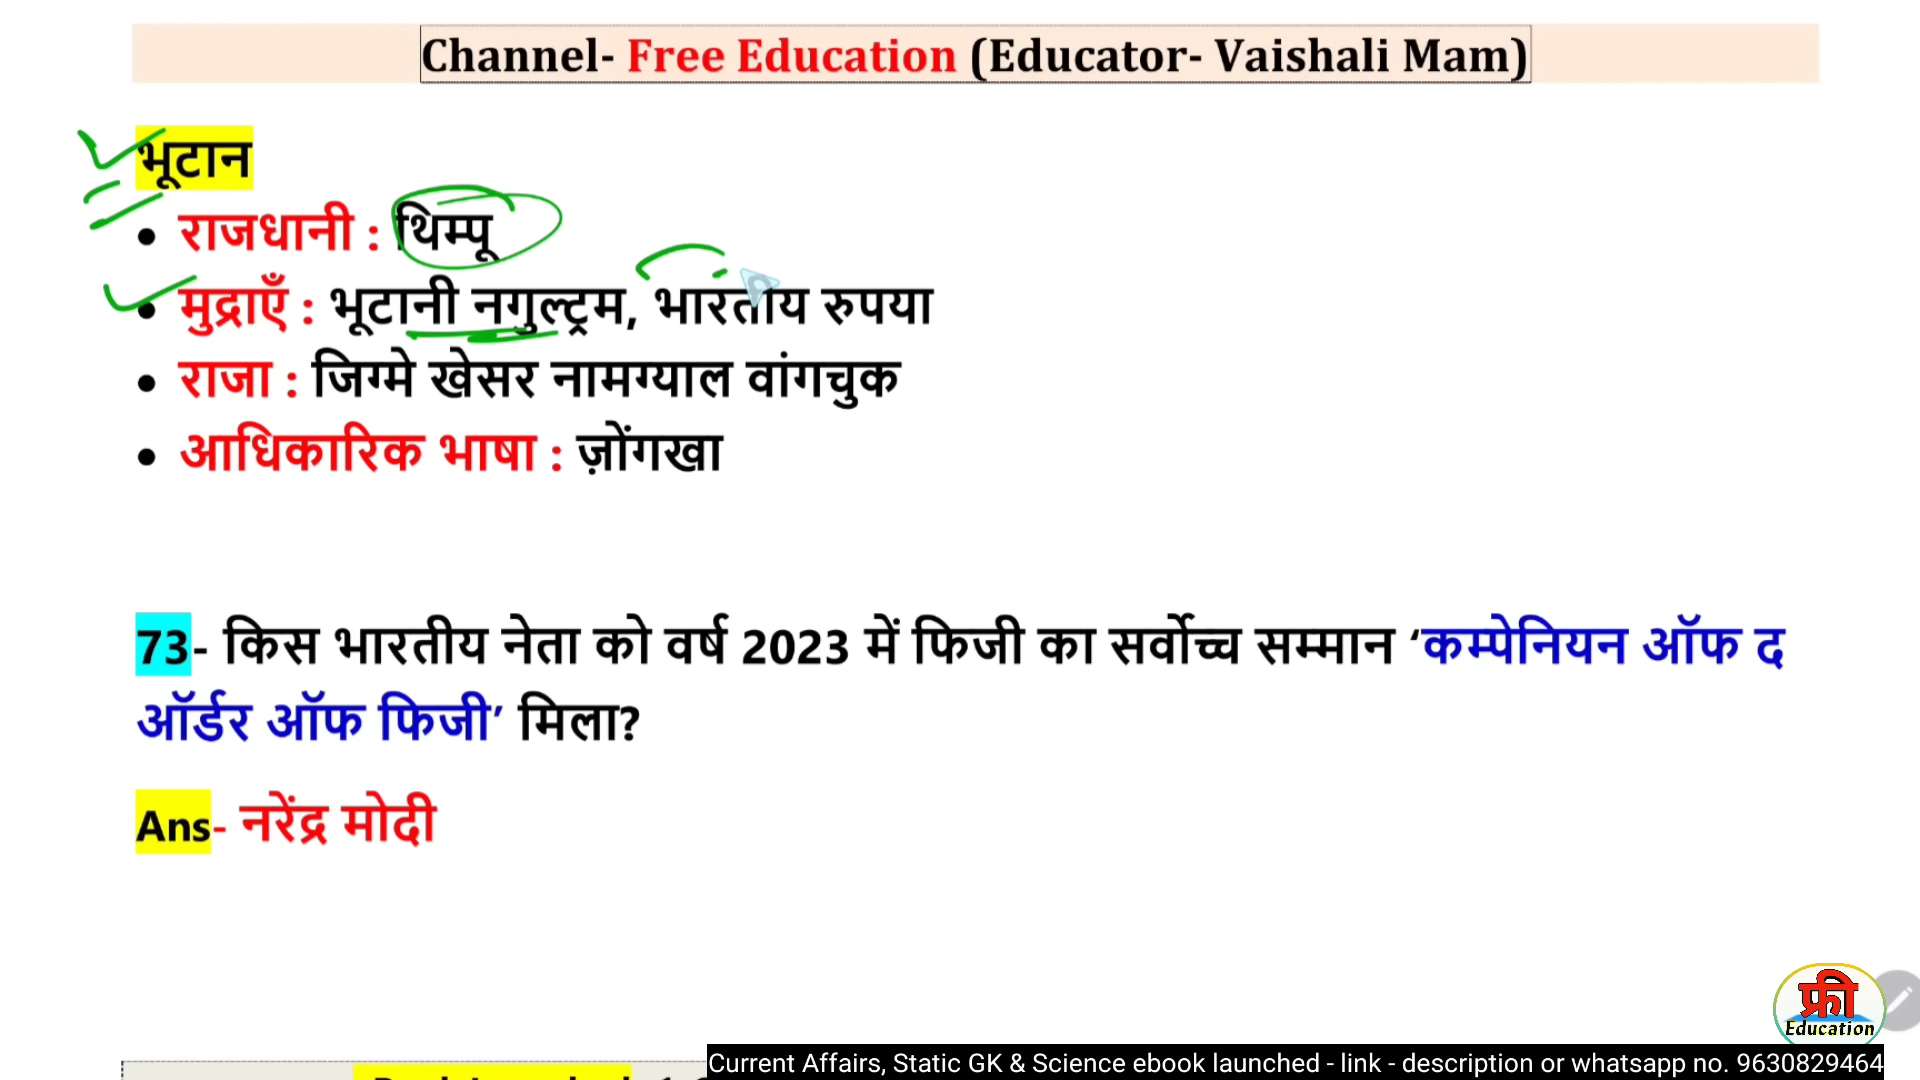 Channel- Free Education (Educator- Vaishali Mam)
भूटान
• राजधानी : थिम्पू
• मुद्राएँ : भूटानी नगुल्ट्रम, भारतीय रुपया
• राजा : जिग्मे खेसर नामग्याल वांगचुक
• आधिकारिक भाषा : ज़ोंगखा
73- किस भारतीय नेता को वर्ष 2023 में फिजी का सर्वोच्च सम्मान ‘कम्पेनियन ऑफ द
ऑर्डर ऑफ फिजी’ मिला?
Ans- नरेंद्र मोदी
फ्री
Education
Current Affairs, Static GK & Science ebook launched - link - description or whatsapp no. 9630829464